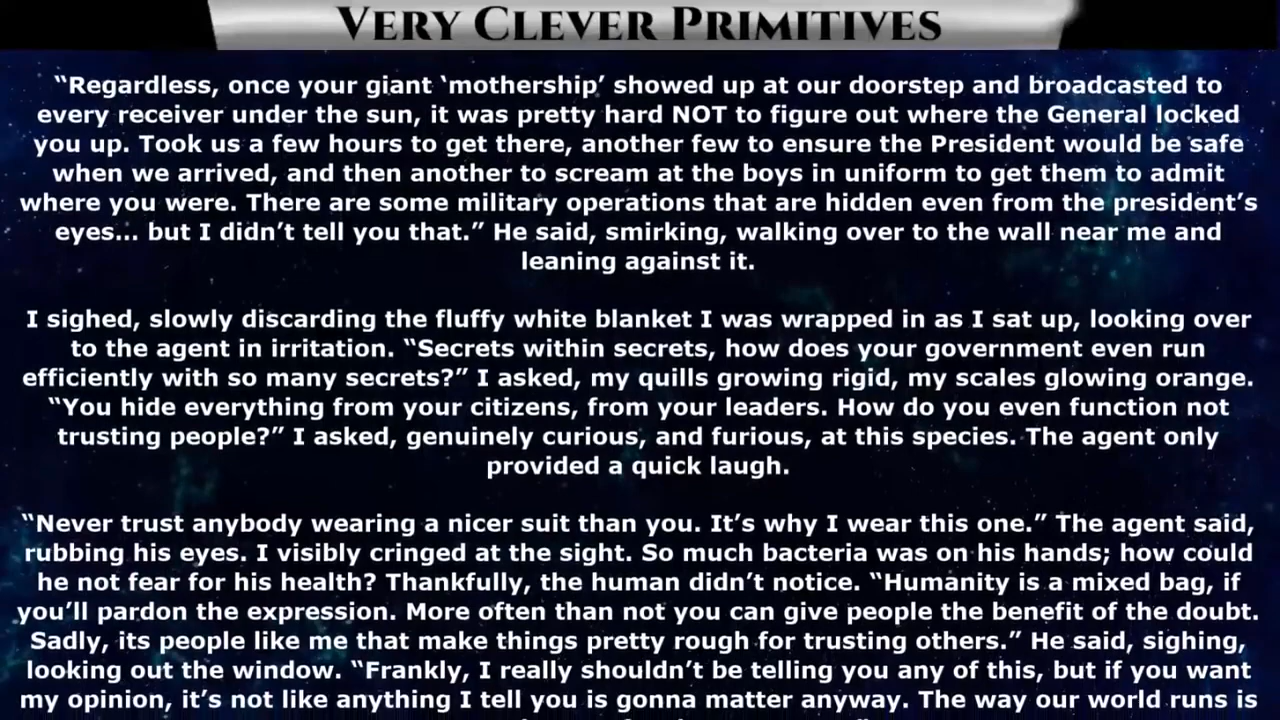 VERY CLEVER PRIMITIVES
“Regardless, once your giant ‘mothership’ showed up at our doorstep and broadcasted to
every receiver under the sun, it was pretty hard NOT to figure out where the General locked
you up. Took us a few hours to get there, another few to ensure the President would be safe
when we arrived, and then another to scream at the boys in uniform to get them to admit
where you were. There are some military operations that are hidden even from the president’s
eyes... but I didn’t tell you that.” He said, smirking, walking over to the wall near me and
leaning against it.
I sighed, slowly discarding the fluffy white blanket I was wrapped in as I sat up, looking over
to the agent in irritation. “Secrets within secrets, how does your government even run
efficiently with so many secrets?” I asked, my quills growing rigid, my scales glowing orange.
“You hide everything from your citizens, from your leaders. How do you even function not
trusting people?” I asked, genuinely curious, and furious, at this species. The agent only
provided a quick laugh.
“Never trust anybody wearing a nicer suit than you. It’s why I wear this one.” The agent said,
rubbing his eyes. I visibly cringed at the sight. So much bacteria was on his hands; how could
he not fear for his health? Thankfully, the human didn’t notice. “Humanity is a mixed bag, if
you’ll pardon the expression. More often than not you can give people the benefit of the doubt.
Sadly, its people like me that make things pretty rough for trusting others.” He said, sighing,
looking out the window. “Frankly, I really shouldn’t be telling you any of this, but if you want
my opinion, it’s not like anything I tell you is gonna matter anyway. The way our world runs is